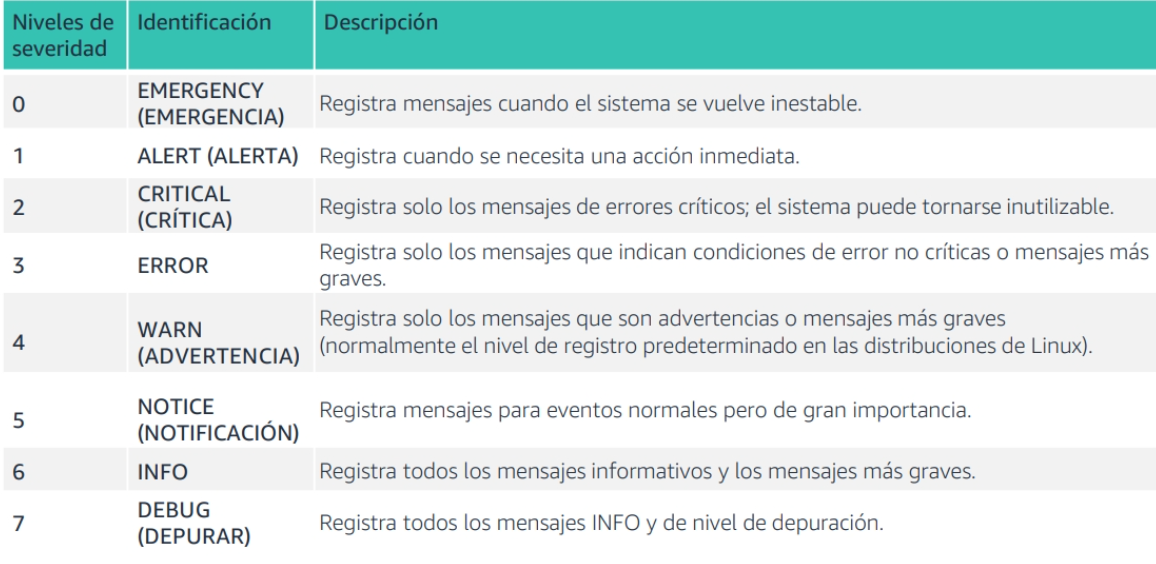 Niveles de severidad Identificación Descripción
0 EMERGENCY (EMERGENCIA) Registra mensajes cuando el sistema se vuelve inestable.
1 ALERT (ALERTA) Registra cuando se necesita una acción inmediata.
2 CRITICAL (CRÍTICA) Registra solo los mensajes de errores críticos; el sistema puede tornarse inutilizable.
3 ERROR Registra solo los mensajes que indican condiciones de error no críticas o mensajes más
graves.
4 WARN (ADVERTENCIA) Registra solo los mensajes que son advertencias o mensajes más graves
(normalmente el nivel de registro predeterminado en las distribuciones de Linux).
5 NOTICE (NOTIFICACIÓN) Registra mensajes para eventos normales pero de gran importancia.
6 INFO Registra todos los mensajes informativos y los mensajes más graves.
7 DEBUG (DEPURAR) Registra todos los mensajes INFO y de nivel de depuración.